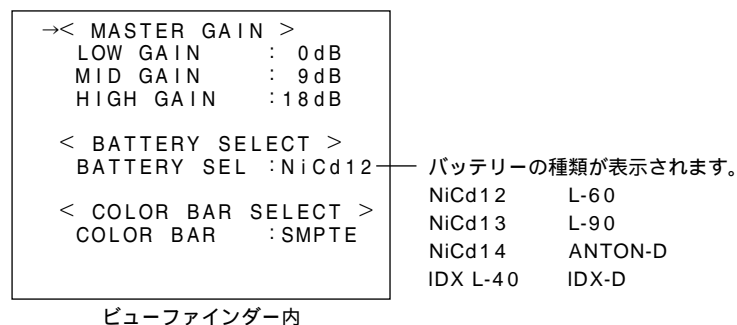 →< MASTER GAIN >
LOW GAIN : 0dB
MID GAIN : 9dB
HIGH GAIN :18dB
< BATTERY SELECT >
BATTERY SEL :NiCd12
< COLOR BAR SELECT >
COLOR BAR :SMPTE
ビューファインダー内
バッテリーの種類が表示されます。
NiCd12 L-60
NiCd13 L-90
NiCd14 ANTON-D
IDX L-40 IDX-D